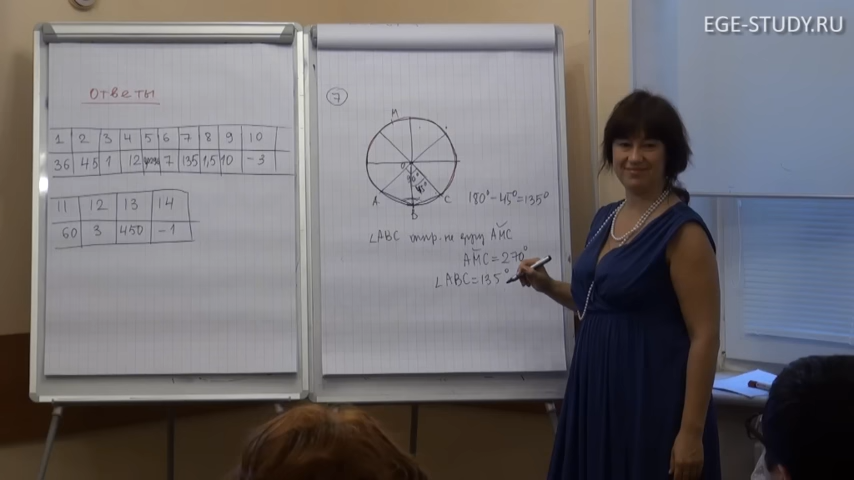 EGE-STUDY.RU
Ответы
1 2 3 4 5 6 7 8 9 10
36 45 1 12 7 135 1,5 10 -3
11 12 13 14
60 3 450 -1
7
M
O
90° 45°
A B C
180° - 45° = 135°
∠ABC опир. на дугу AMC
AMC = 270°
∠ABC = 135°